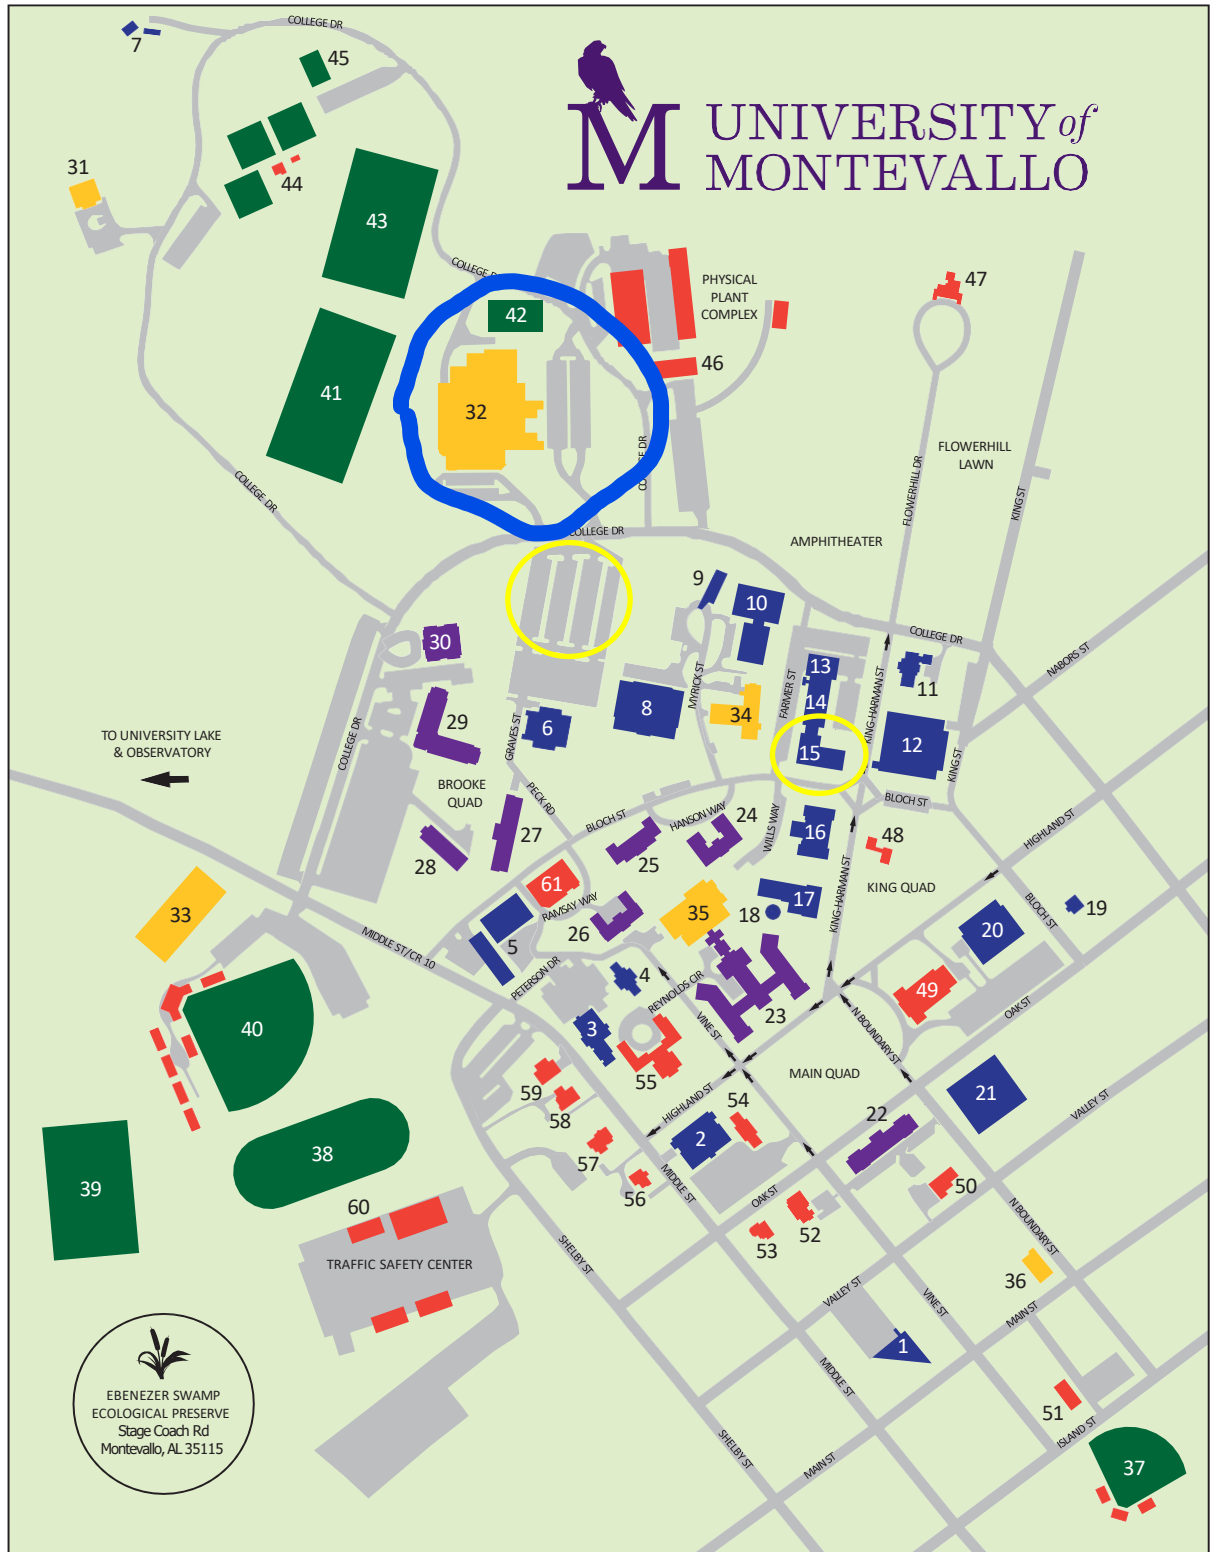 COLLEGE DR
7
45
UNIVERSITY of
M
MONTEVALLO
31
44
43
COLLEGE DR
47
PHYSICAL
PLANT
COMPLEX
42
46
41
32
COLLEGE DR
FLOWERHILL
LAWN
COLLEGE DR
FLOWERHILL DR
KING ST
COLLEGE DR
AMPHITHEATER
9
10
30
COLLEGE DR
NABORS ST
13
11
MYRICK ST
FARMER ST
KING HARMAN ST
14
8
34
29
6
GRAVES ST
TO UNIVERSITY LAKE
& OBSERVATORY
COLLEGE DR
12
15
KING ST
BROOKE
QUAD
PECK RD
BLOCH ST
BLOCH ST
HANSON WAY
24
WILLS WAY
16
48
HIGHLAND ST
27
28
25
KING QUAD
61
KING HARMAN ST
17
33
RAMSAY WAY
35
18
BLOCH ST
19
26
20
MIDDLE ST/CR 10
5
PETERSON DR
4
REYNOLDS CIR
49
OAK ST
23
40
3
VINE ST
N BOUNDARY ST
55
MAIN QUAD
59
58
HIGHLAND ST
54
21
VALLEY ST
22
2
38
57
39
56
MIDDLE ST
OAK ST
50
60
53
52
N BOUNDARY ST
TRAFFIC SAFETY CENTER
SHELBY ST
36
VALLEY ST
VINE ST
MAIN ST
1
MIDDLE ST
EBENEZER SWAMP
ECOLOGICAL PRESERVE
Stage Coach Rd
Montevallo, AL 35115
51
ISLAND ST
SHELBY ST
MAIN ST
37